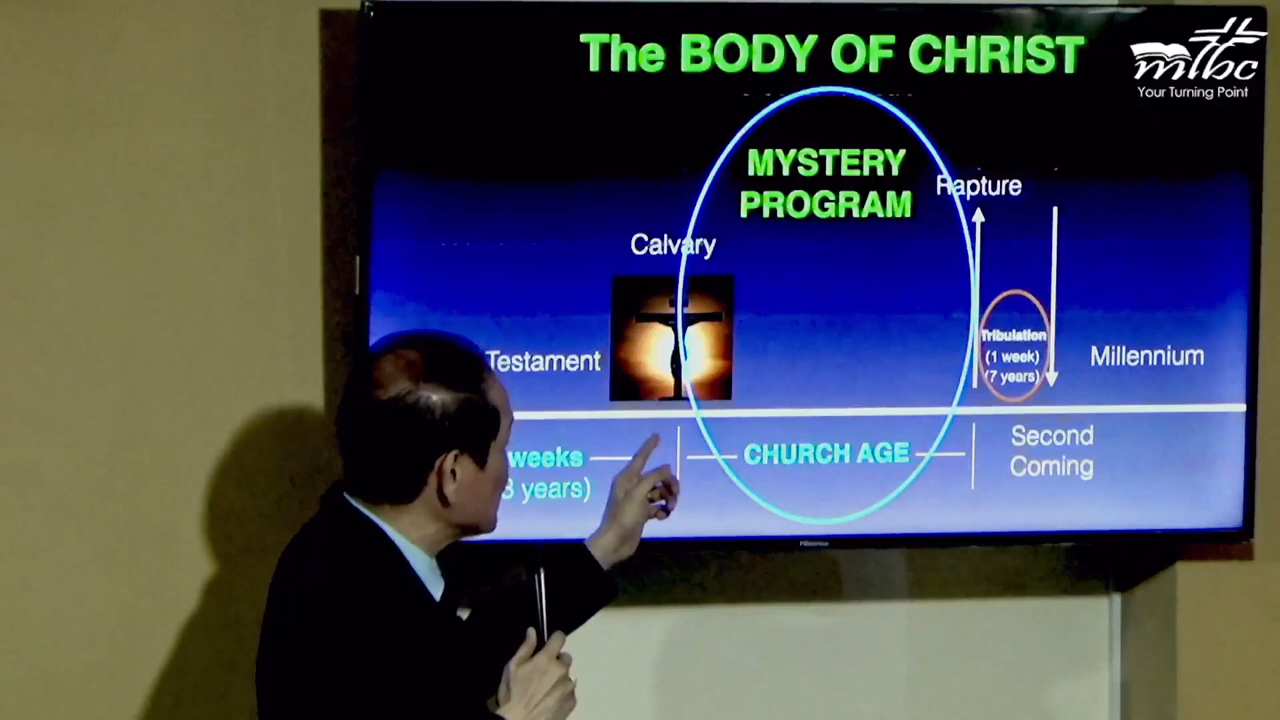 The BODY OF CHRIST
mtbc
Your Turning Point
MYSTERY
PROGRAM
Rapture
Calvary
Tribulation
(1 week)
(7 years)
Testament
Millennium
weeks
CHURCH AGE
Second
Coming
years)